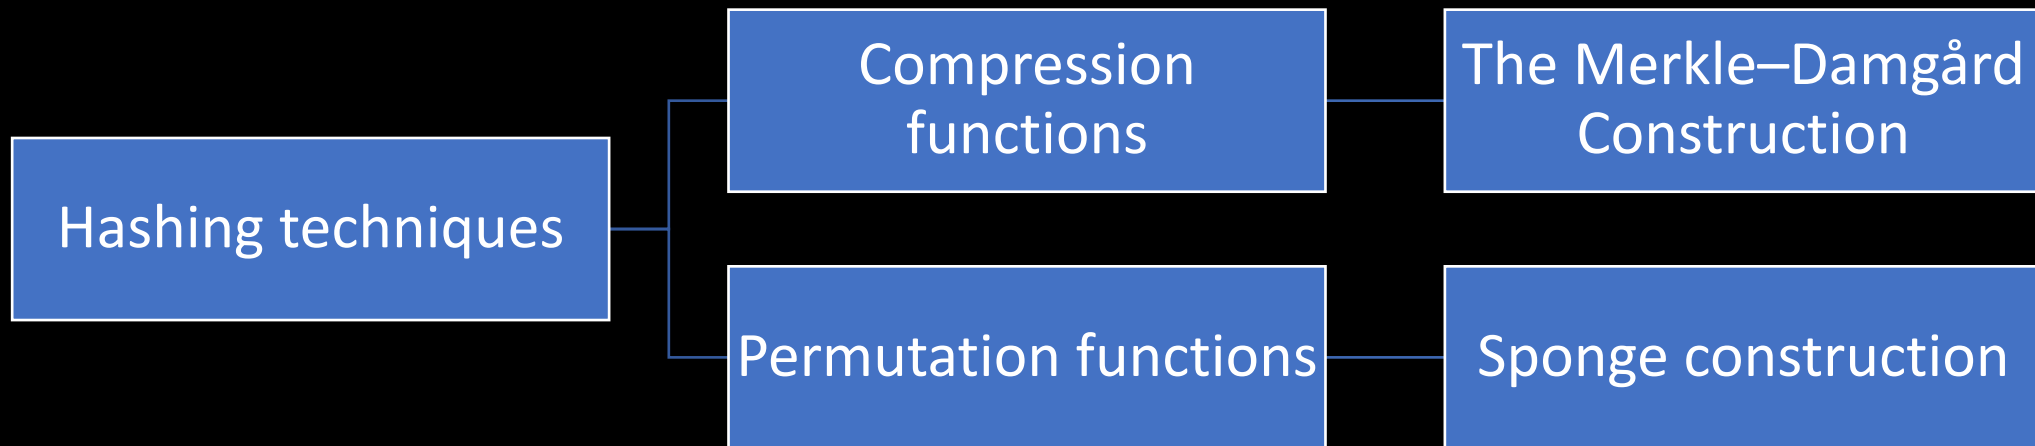 Hashing techniques
Compression
functions
The Merkle–Damgård
Construction
Permutation functions
Sponge construction